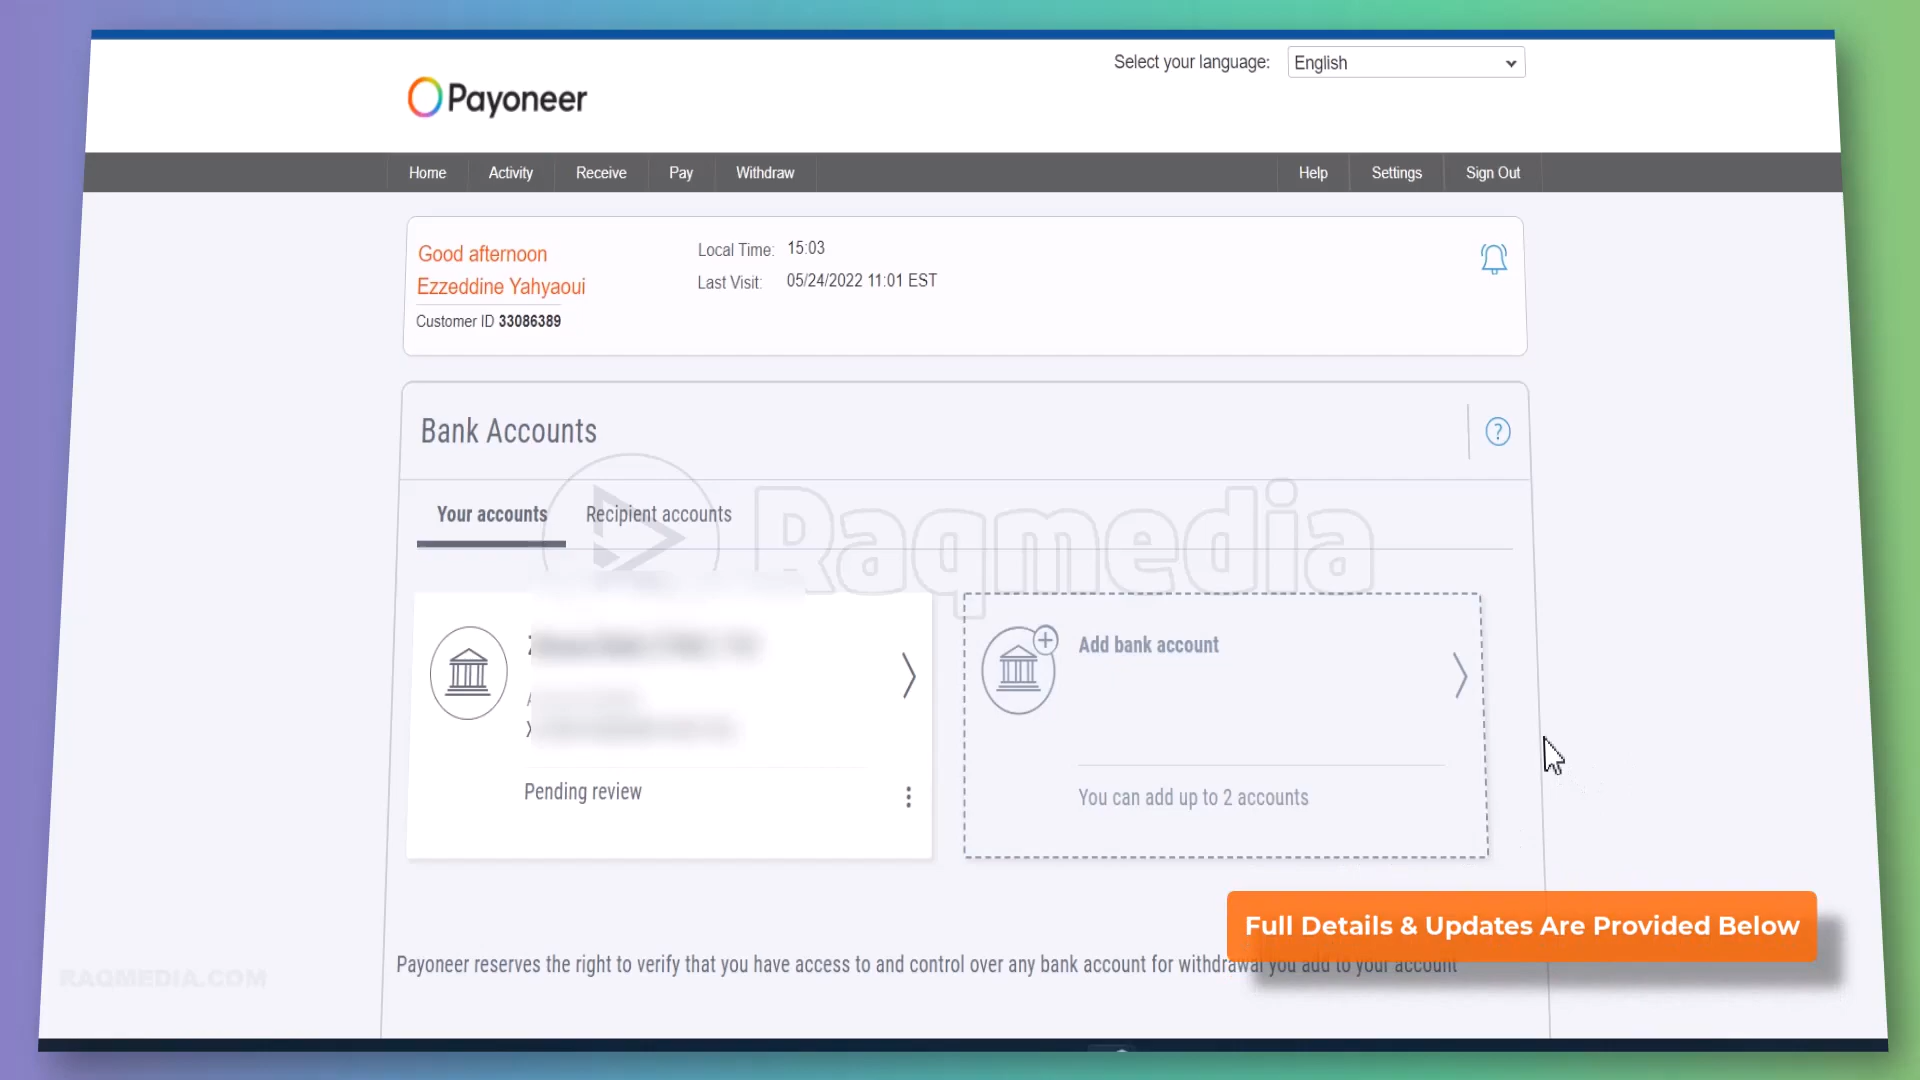 Select your language: English
Payoneer
Home Activity Receive Pay Withdraw Help Settings Sign Out
Good afternoon
Ezzeddine Yahyaoui
Customer ID 33086389
Local Time: 15:03
Last Visit: 05/24/2022 11:01 EST
Bank Accounts
?
Your accounts Recipient accounts
Raqmedia
Add bank account
Pending review
You can add up to 2 accounts
Full Details & Updates Are Provided Below
Payoneer reserves the right to verify that you have access to and control over any bank account for withdrawal you add to your account
RAQMEDIA.COM